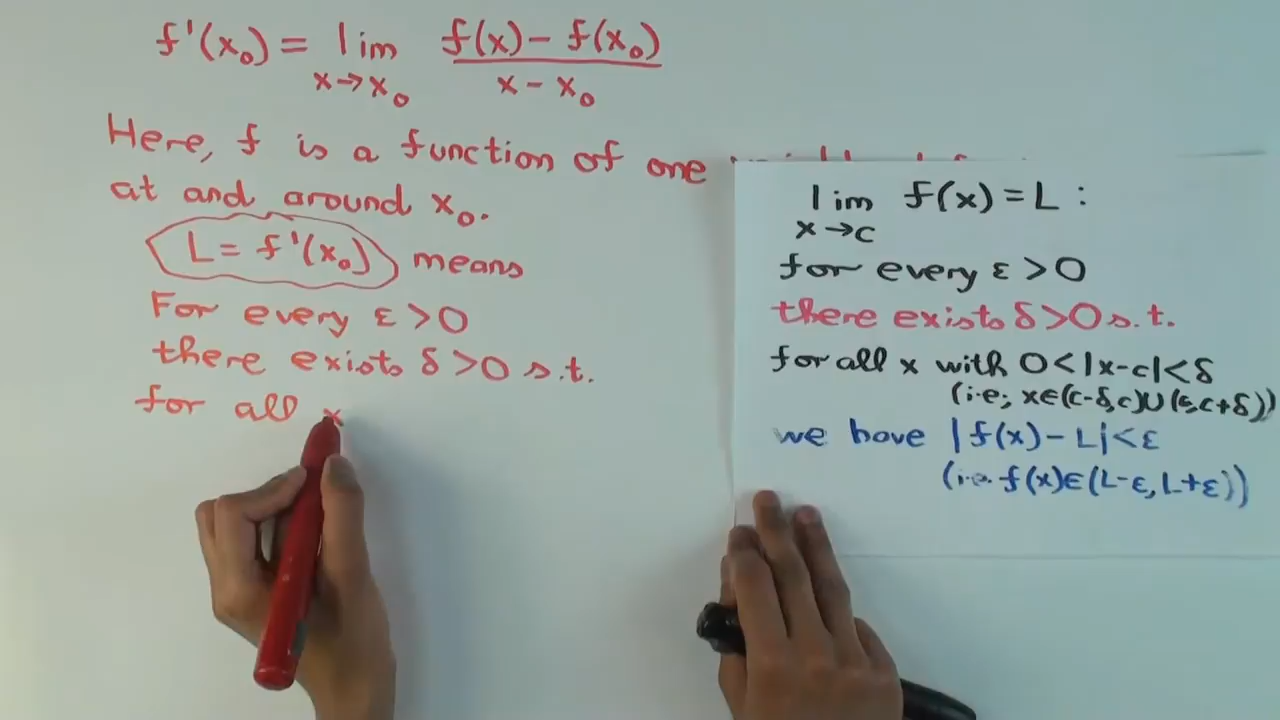 f'(x₀) = lim f(x) - f(x₀)
x→x₀ x - x₀
Here, f is a function of one
at and around x₀.
L = f'(x₀) means
For every ε > 0
there exists δ > 0 s.t.
for all x
lim f(x) = L :
x→c
for every ε > 0
there exists δ > 0 s.t.
for all x with 0 < |x-c| < δ
(i.e., x∈(c-δ,c)∪(c,c+δ))
we have |f(x) - L| < ε
(i.e. f(x)∈(L-ε, L+ε))